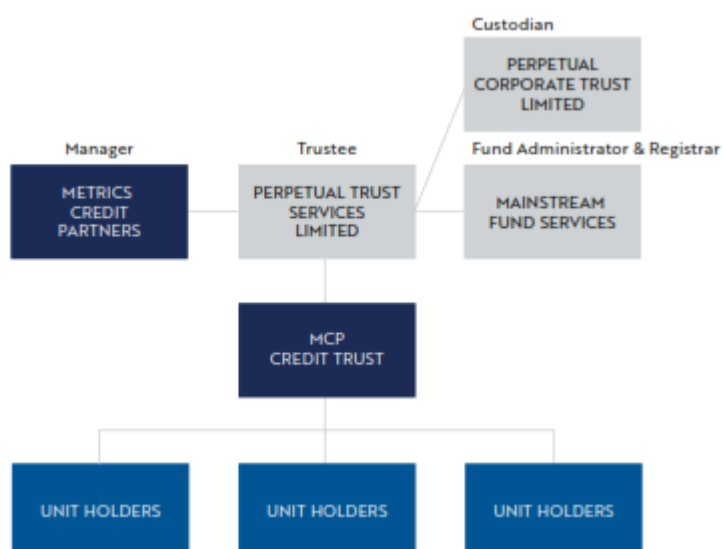 Custodian
PERPETUAL
CORPORATE TRUST
LIMITED
Manager
Trustee
Fund Administrator & Registrar
METRICS
CREDIT
PARTNERS
PERPETUAL TRUST
SERVICES
LIMITED
MAINSTREAM
FUND SERVICES
MCP
CREDIT TRUST
UNIT HOLDERS
UNIT HOLDERS
UNIT HOLDERS